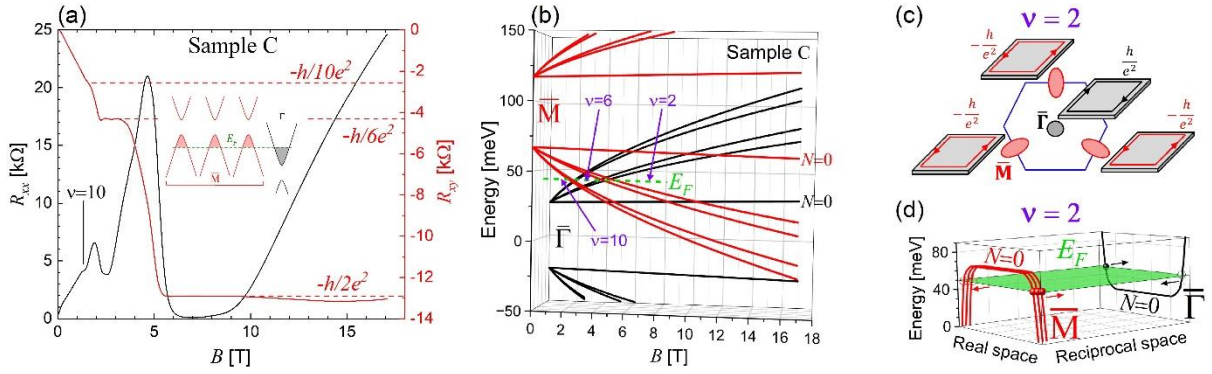 (a)
Sample C
R_xx [kΩ]
25
20
15
10
5
0
ν=10
-h/10e²
-h/6e²
-h/2e²
E_F
Γ
M̅
0
-2
-4
-6
-8
-10
-12
-14
R_xy [kΩ]
0 5 10 15
B [T]
(b)
Sample C
Energy [meV]
150
100
50
0
−50
M̅
ν=6
ν=2
N=0
E_F
N=0
ν=10
Γ̅
0 2 4 6 8 10 12 14 16 18
B [T]
(c)
ν = 2
-h/e²
h/e²
Γ̅
-h/e²
-h/e²
M̅
(d)
ν = 2
Energy [meV]
80
40
0
N=0
E_F
N=0
Γ̅
M̅
Real space
Reciprocal space